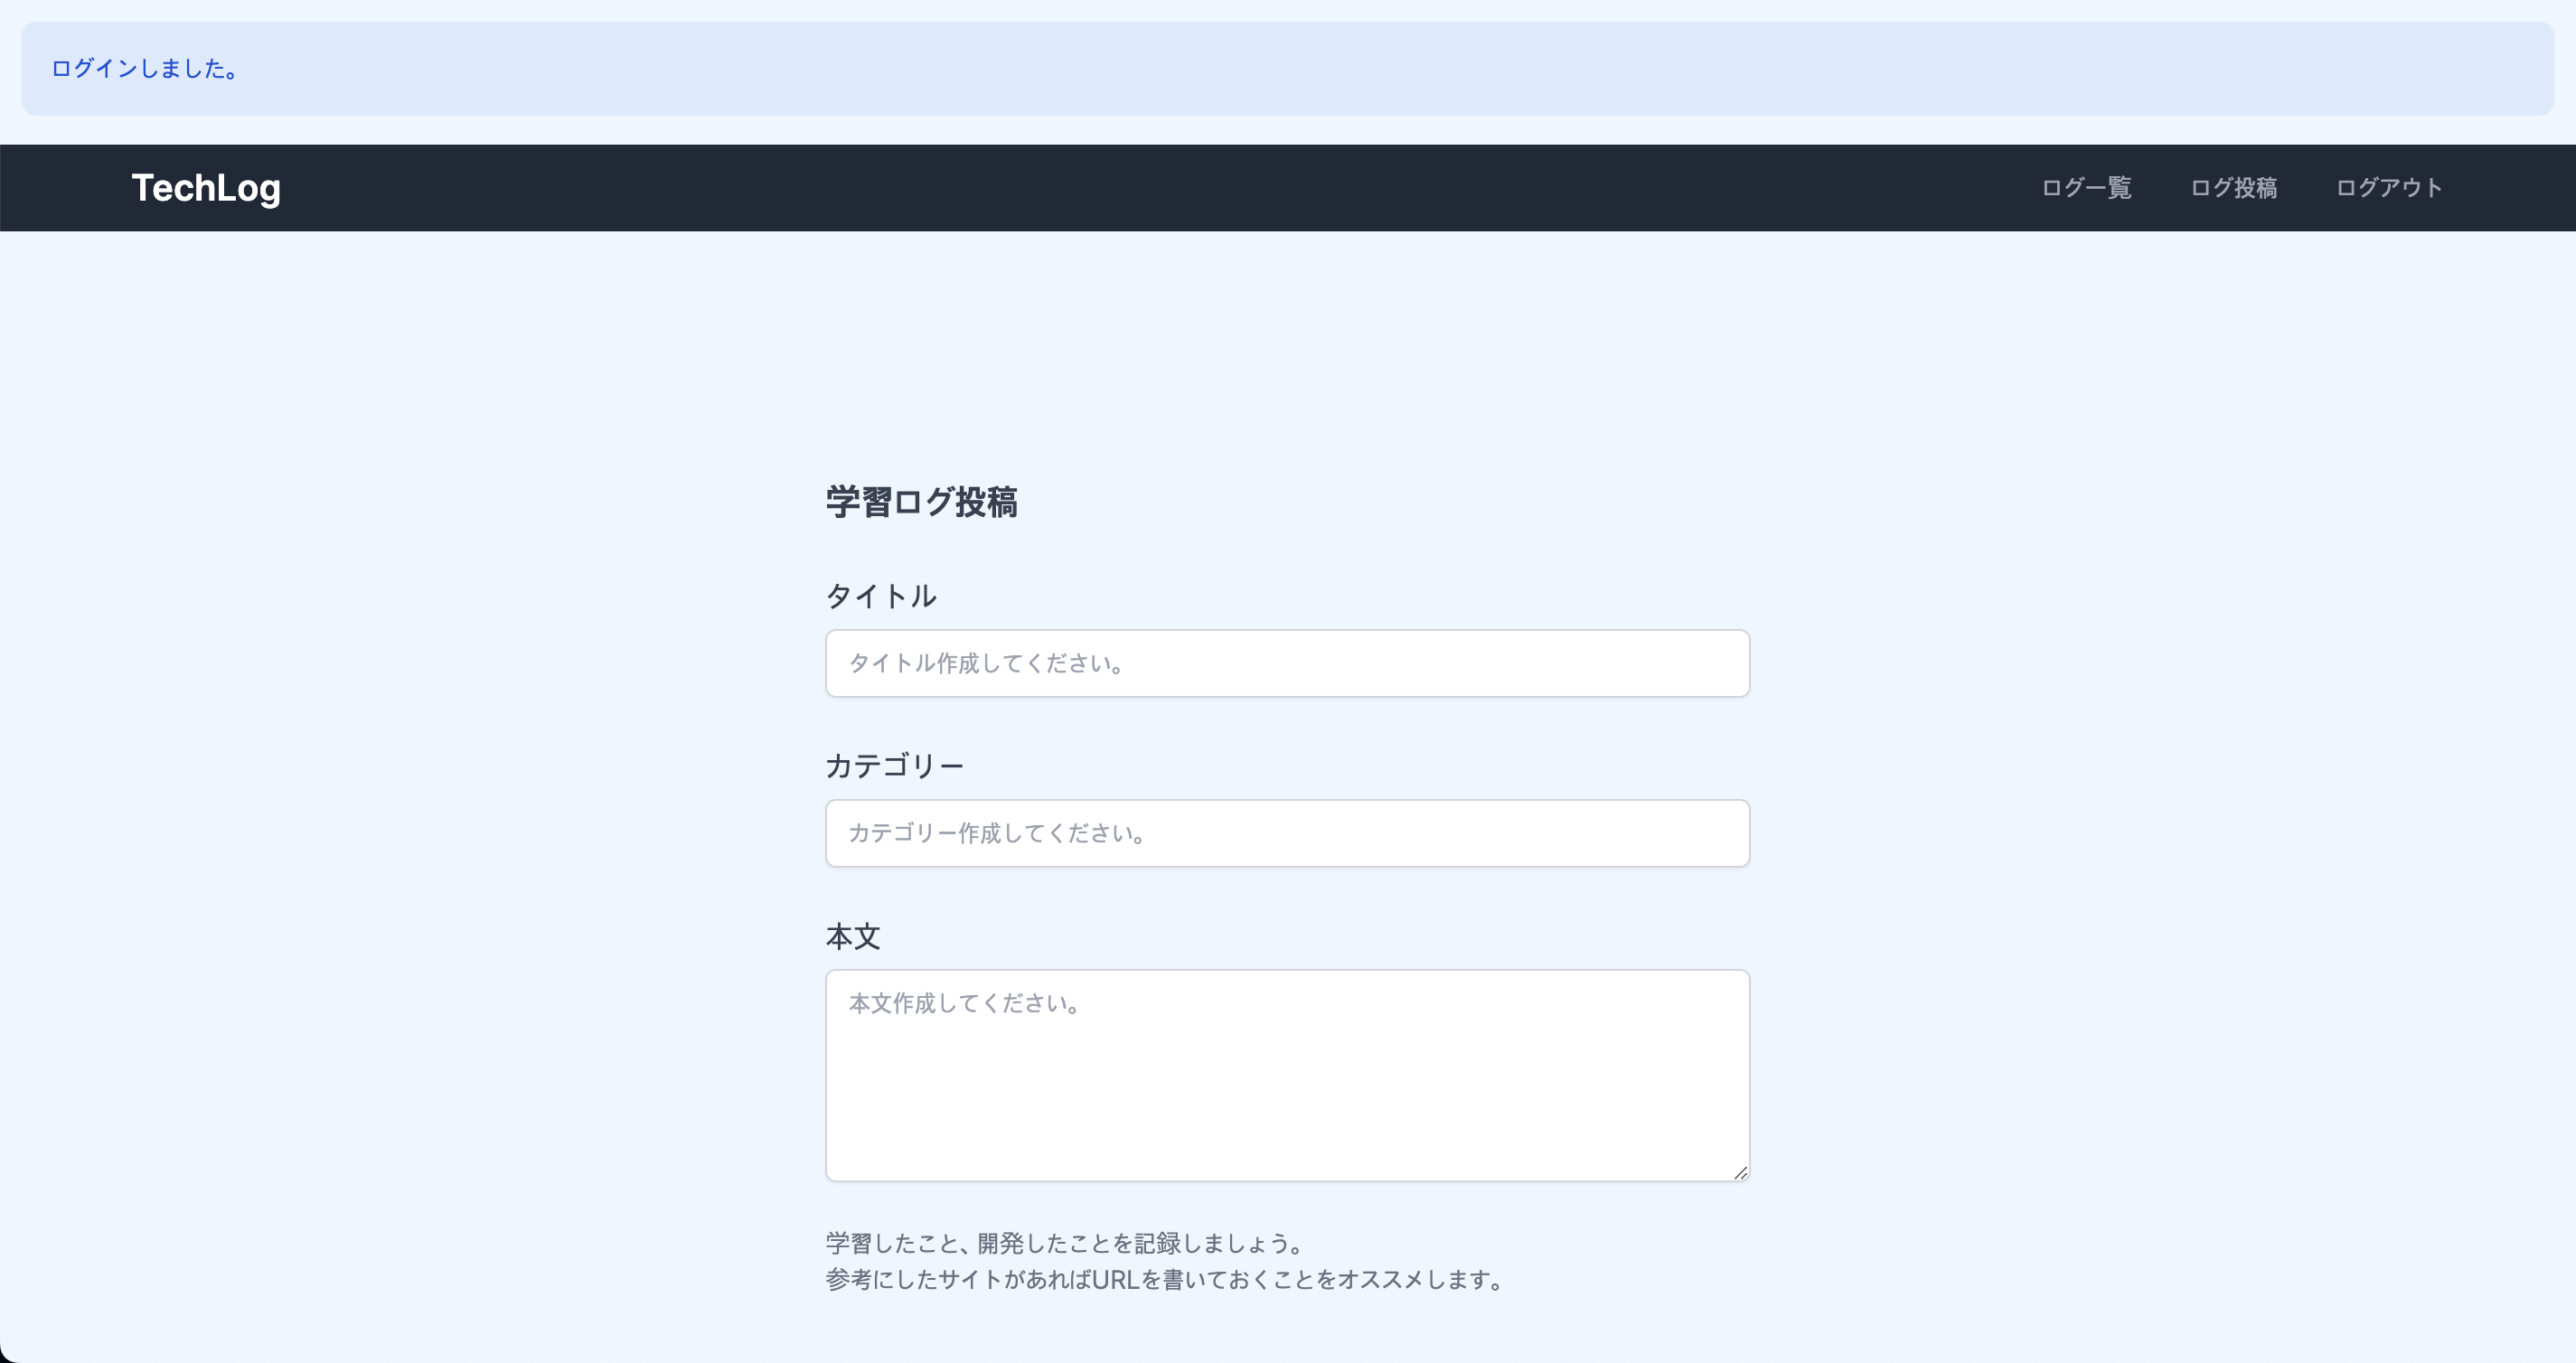 ログインしました。
TechLog
ログ一覧 ログ投稿 ログアウト
学習ログ投稿
タイトル
タイトル作成してください。
カテゴリー
カテゴリー作成してください。
本文
本文作成してください。
学習したこと、開発したことを記録しましょう。
参考にしたサイトがあればURLを書いておくことをオススメします。